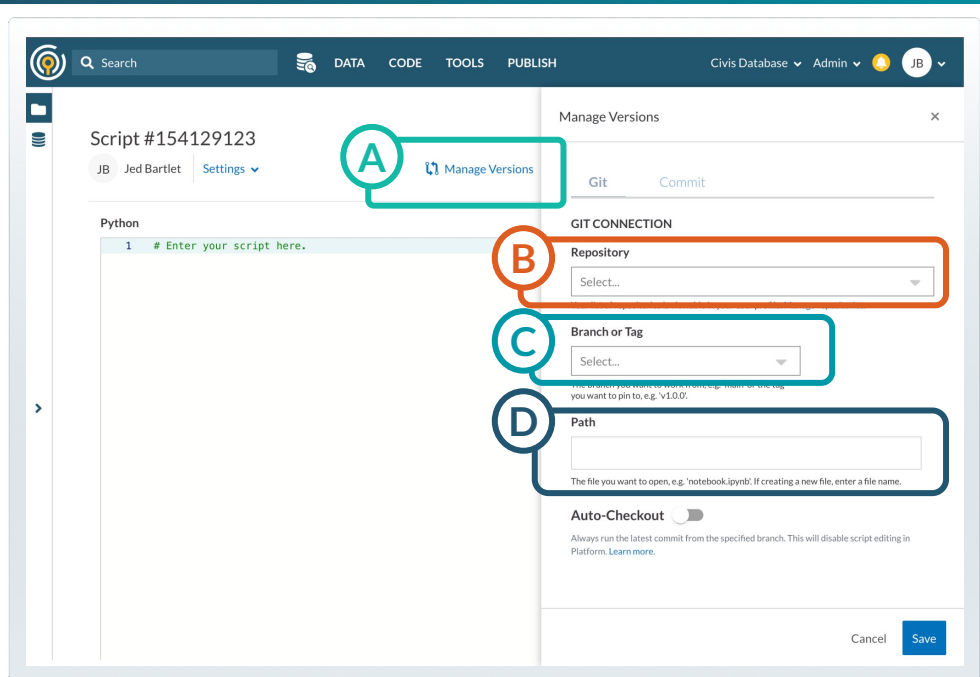 Search
DATA CODE TOOLS PUBLISH
Civis Database Admin JB
Script #154129123
JB Jed Bartlet Settings
A
Manage Versions
Python
1 # Enter your script here.
Manage Versions ×
Git Commit
GIT CONNECTION
B
Repository
Select...
C
Branch or Tag
Select...
The branch you want to work from, e.g. 'main' or the tag
you want to pin to, e.g. 'v1.0.0'.
D
Path
The file you want to open, e.g. 'notebook.ipynb'. If creating a new file, enter a file name.
Auto-Checkout
Always run the latest commit from the specified branch. This will disable script editing in
Platform. Learn more.
Cancel Save